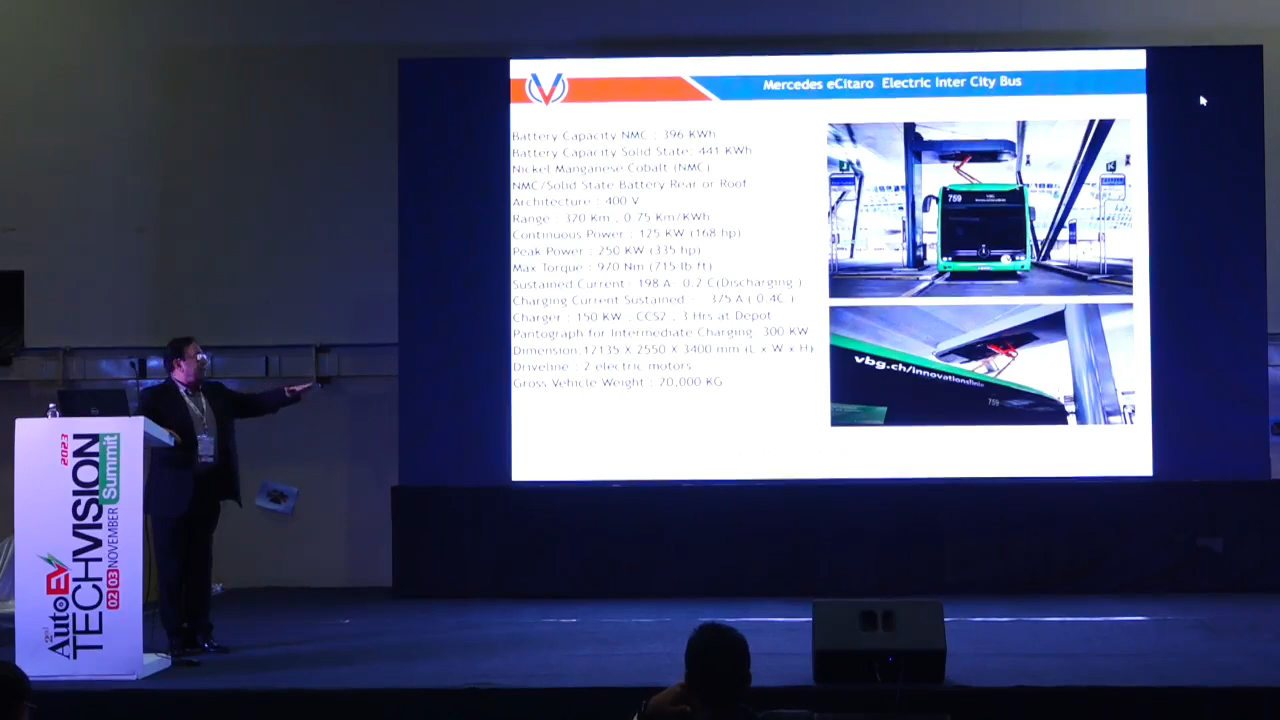 Mercedes eCitaro Electric Inter City Bus
Battery Capacity NMC : 396 KWh
Battery Capacity Solid State: 441 KWh
Nickel Manganese Cobalt (NMC)
NMC/Solid State Battery Rear or Roof
Architecture : 400 V
Range : 320 Km , 0.75 Km/KWh
Continuous Power : 125 KW (168 hp)
Peak Power : 250 KW (335 hp)
Max Torque : 970 Nm (715 lb ft)
Sustained Current - 198 A 0.2 C(Discharging )
Charging Current Sustained - 375 A ( 0.4C )
Charger : 150 KW , CCS2 , 3 Hrs at Depot
Pantograph for Intermediate Charging 300 KW
Dimension 12135 X 2550 X 3400 mm (L x W x H)
Driveline : 2 electric motors
Gross Vehicle Weight : 20,000 KG
759
vbg.ch/innovationslinie
759
Auto EV
TECHVISION
Summit
2023
02 03 NOVEMBER